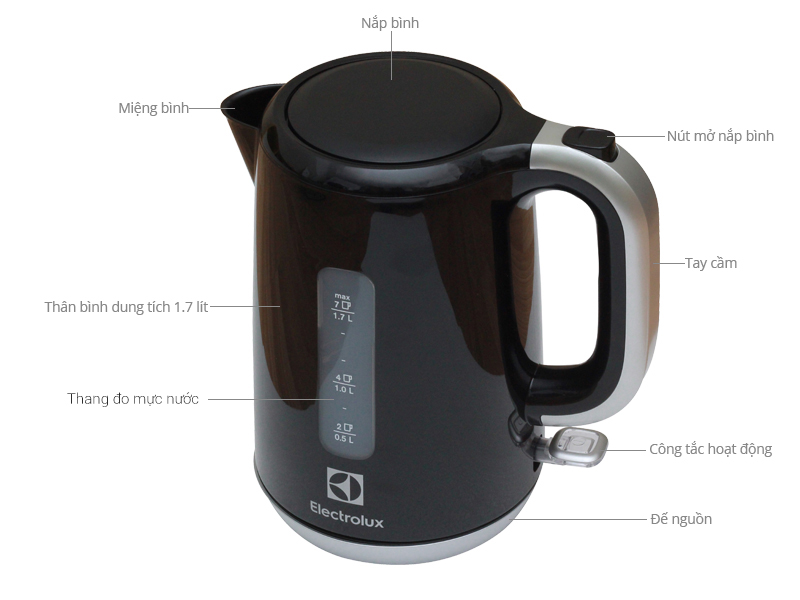 Nắp bình
Miệng bình
Nút mở nắp bình
Tay cầm
Thân bình dung tích 1.7 lít
max
7
1.7 L
4
1.0 L
Thang đo mực nước
2
0.5 L
Công tắc hoạt động
Electrolux
Đế nguồn